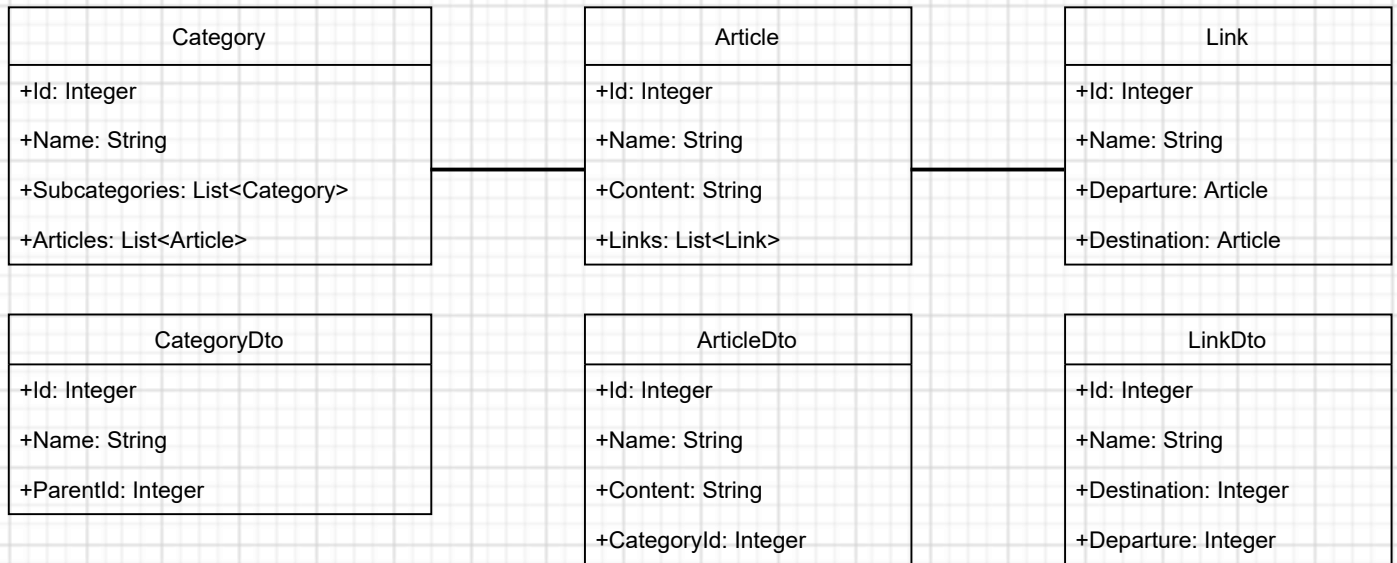 Category
+Id: Integer
+Name: String
+Subcategories: List<Category>
+Articles: List<Article>
Article
+Id: Integer
+Name: String
+Content: String
+Links: List<Link>
Link
+Id: Integer
+Name: String
+Departure: Article
+Destination: Article
CategoryDto
+Id: Integer
+Name: String
+ParentId: Integer
ArticleDto
+Id: Integer
+Name: String
+Content: String
+CategoryId: Integer
LinkDto
+Id: Integer
+Name: String
+Destination: Integer
+Departure: Integer